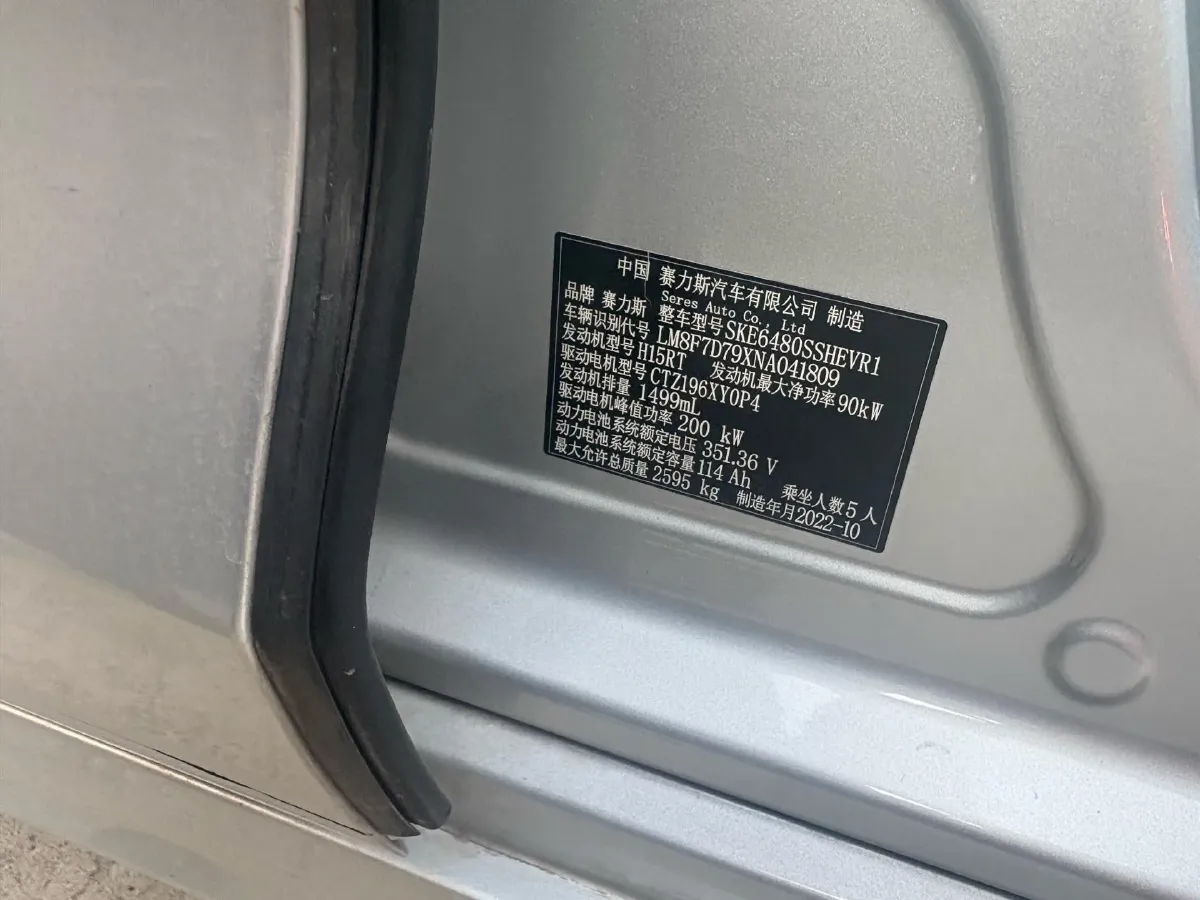 中国 赛力斯汽车有限公司 制造
Seres Auto Co., Ltd
品牌 赛力斯 整车型号 SKE6480SSHEVR1
车辆识别代号 LM8F7D79XNA041809
发动机型号 H15RT 发动机最大净功率 90kW
驱动电机型号 CTZ196XY0P4
发动机排量 1499mL
驱动电机峰值功率 200 kW
动力电池系统额定电压 351.36 V
动力电池系统额定容量 114 Ah 乘坐人数 5 人
最大允许总质量 2595 kg 制造年月 2022-10